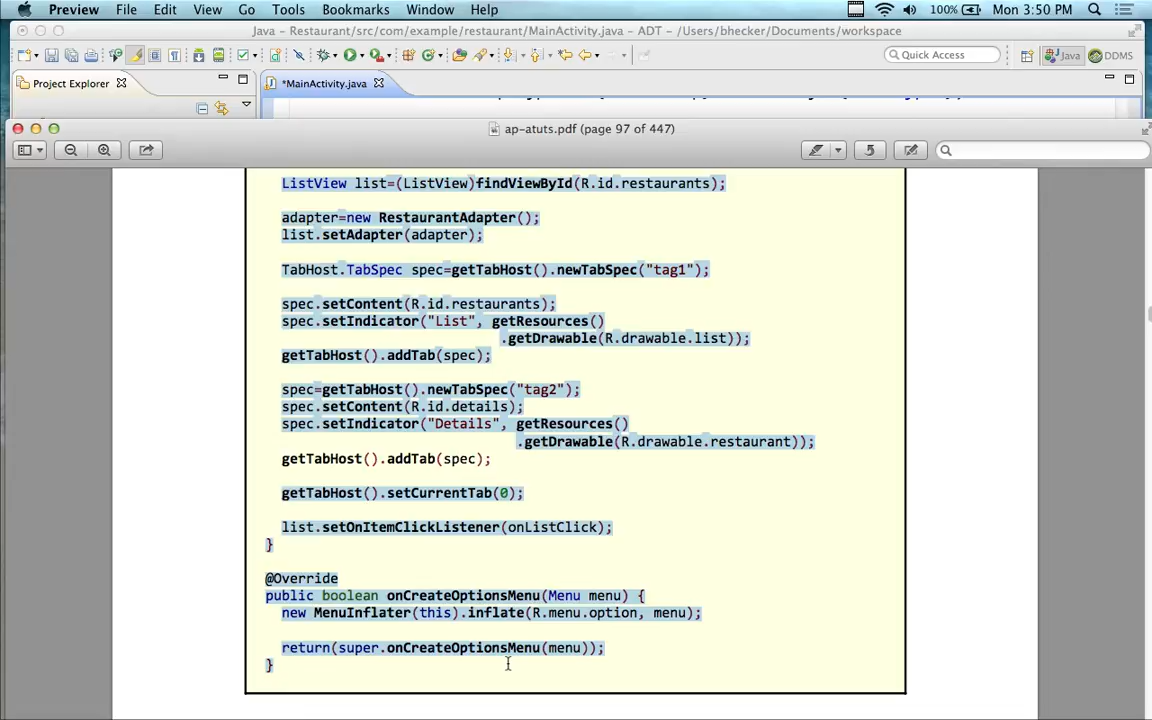 Preview File Edit View Go Tools Bookmarks Window Help 100% Mon 3:50 PM
Java - Restaurant/src/com/example/restaurant/MainActivity.java - ADT - /Users/bhecker/Documents/workspace
Quick Access Java DDMS
Project Explorer *MainActivity.java
ap-atuts.pdf (page 97 of 447)
ListView list=(ListView)findViewById(R.id.restaurants);
adapter=new RestaurantAdapter();
list.setAdapter(adapter);
TabHost.TabSpec spec=getTabHost().newTabSpec("tag1");
spec.setContent(R.id.restaurants);
spec.setIndicator("List", getResources()
.getDrawable(R.drawable.list));
getTabHost().addTab(spec);
spec=getTabHost().newTabSpec("tag2");
spec.setContent(R.id.details);
spec.setIndicator("Details", getResources()
.getDrawable(R.drawable.restaurant));
getTabHost().addTab(spec);
getTabHost().setCurrentTab(0);
list.setOnItemClickListener(onListClick);
}
@Override
public boolean onCreateOptionsMenu(Menu menu) {
new MenuInflater(this).inflate(R.menu.option, menu);
return(super.onCreateOptionsMenu(menu));
}